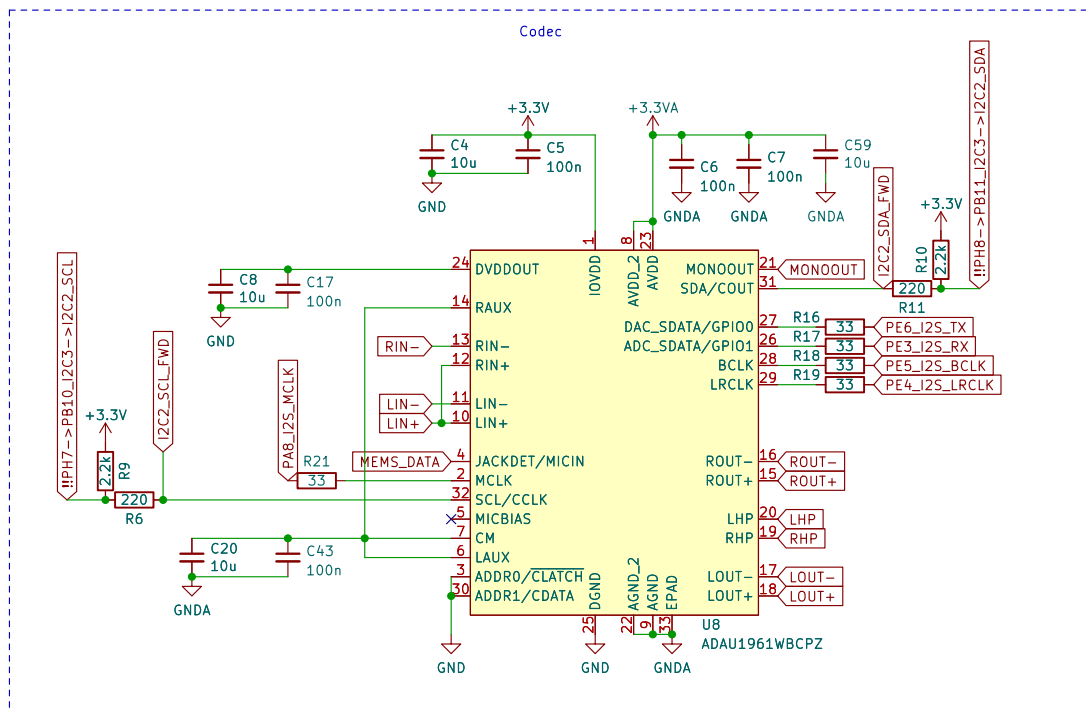 Codec
!!PH7->PB10_I2C3->I2C2_SCL
+3.3V
2.2k
R9
220
R6
I2C2_SCL_FWD
PA8_I2S_MCLK
R21
33
+3.3V
C4
10u
C5
100n
GND
+3.3VA
C6
100n
C7
100n
C59
10u
GNDA
GNDA
GNDA
I2C2_SDA_FWD
+3.3V
R10
2.2k
!!PH8->PB11_I2C3->I2C2_SDA
220
R11
C8
10u
C17
100n
GND
RIN-
LIN-
LIN+
MEMS_DATA
C20
10u
C43
100n
GNDA
24 DVDDOUT
14 RAUX
13 RIN-
12 RIN+
11 LIN-
10 LIN+
4 JACKDET/MICIN
2 MCLK
32 SCL/CCLK
5 MICBIAS
7 CM
6 LAUX
3 ADDR0/CLATCH
30 ADDR1/CDATA
1 IOVDD
8 AVDD_2
23 AVDD
MONOOUT 21 MONOOUT
SDA/COUT 31
DAC_SDATA/GPIO0 27 R16 33 PE6_I2S_TX
ADC_SDATA/GPIO1 26 R17 33 PE3_I2S_RX
BCLK 28 R18 33 PE5_I2S_BCLK
LRCLK 29 R19 33 PE4_I2S_LRCLK
ROUT- 16 ROUT-
ROUT+ 15 ROUT+
LHP 20 LHP
RHP 19 RHP
LOUT- 17 LOUT-
LOUT+ 18 LOUT+
DGND 25
AGND_2 22
AGND 9
EPAD 33
U8
ADAU1961WBCPZ
GND
GND
GNDA